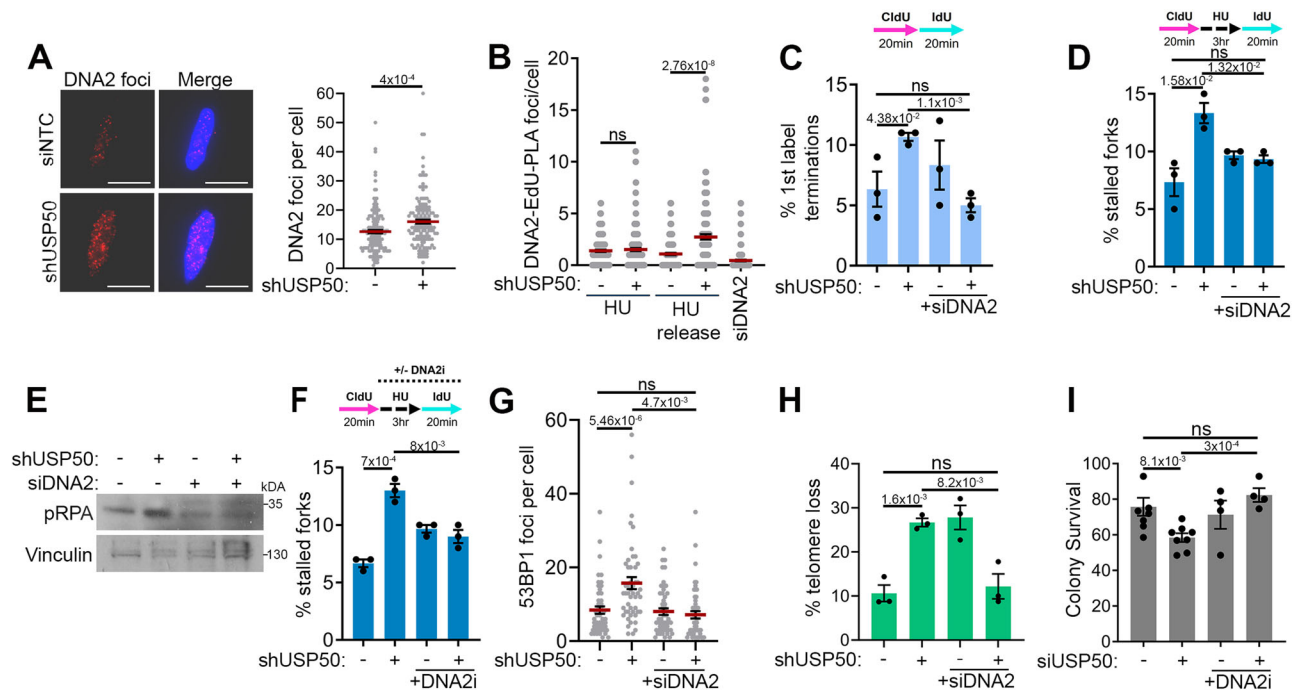 A
DNA2 foci Merge
siNTC
shUSP50
DNA2 foci per cell
60
50
40
30
20
10
0
4x10-4
shUSP50: - +
B
DNA2-EdU-PLA foci/cell
20
15
10
5
0
ns
2.76x10-8
shUSP50: - + - +
HU HU release siDNA2
C
CldU IdU
20min 20min
% 1st label terminations
15
10
5
0
ns
4.38x10-2 1.1x10-3
shUSP50: - + - +
+siDNA2
D
CldU HU IdU
20min 3hr 20min
% stalled forks
15
10
5
0
ns
1.58x10-2 1.32x10-2
shUSP50: - + - +
+siDNA2
E
shUSP50: - + - +
siDNA2: - - + + kDA
pRPA -35
Vinculin -130
F
+/- DNA2i
CldU HU IdU
20min 3hr 20min
% stalled forks
15
10
5
0
7x10-4 8x10-3
shUSP50: - + - +
+DNA2i
G
53BP1 foci per cell
60
40
20
0
ns
5.46x10-6 4.7x10-3
shUSP50: - + - +
+siDNA2
H
% telomere loss
40
30
20
10
0
ns
1.6x10-3 8.2x10-3
shUSP50: - + - +
+siDNA2
I
Colony Survival
100
80
60
40
20
0
ns
8.1x10-3 3x10-4
siUSP50: - + - +
+DNA2i